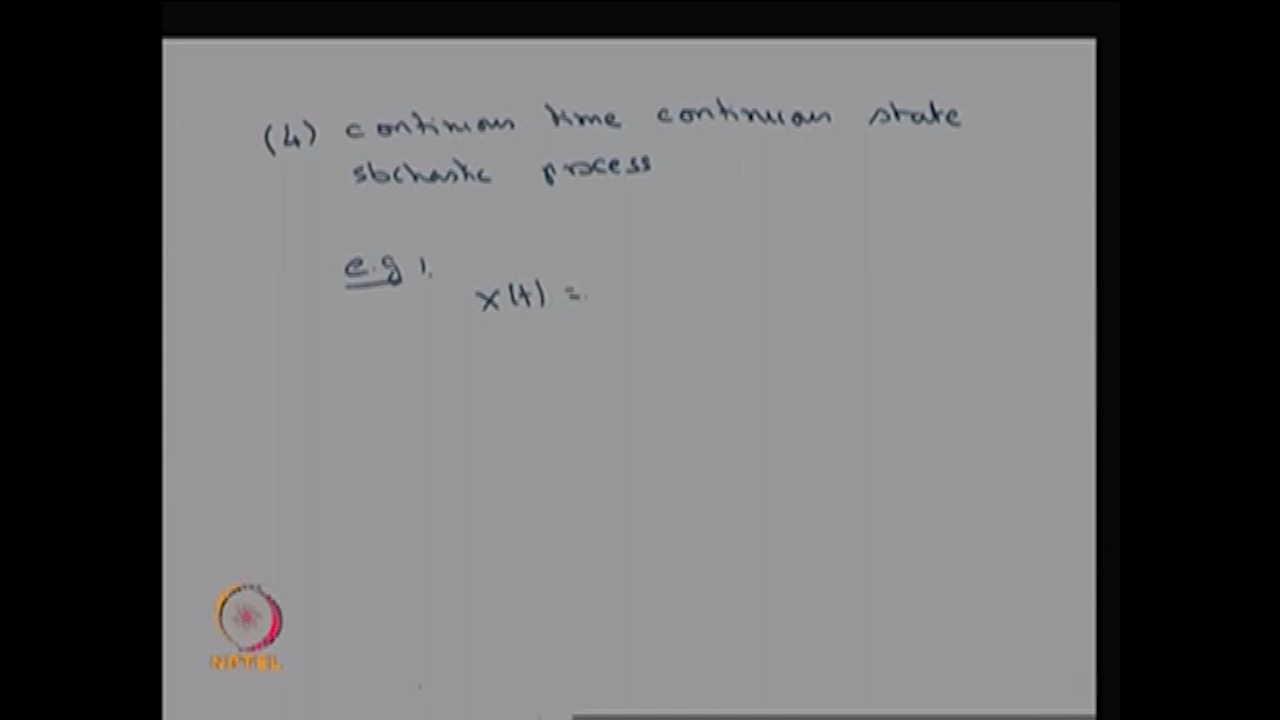 (4) continuous time continuous state
stochastic process
e.g 1.
X(t) =
NPTEL